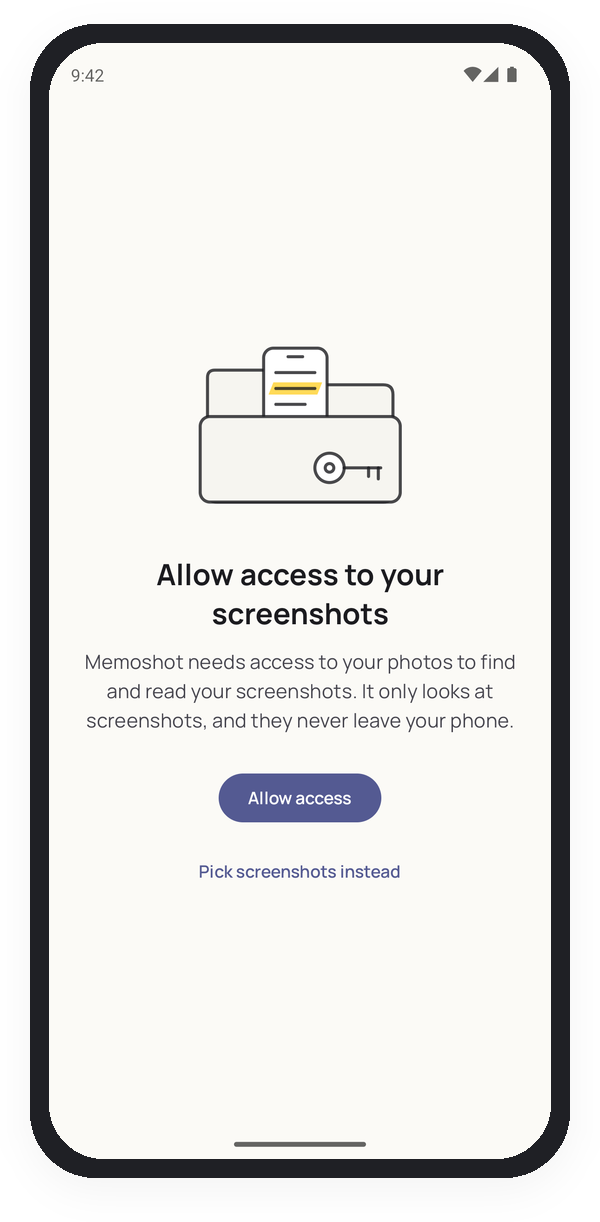 9:42
Allow access to your
screenshots
Memoshot needs access to your photos to find
and read your screenshots. It only looks at
screenshots, and they never leave your phone.
Allow access
Pick screenshots instead